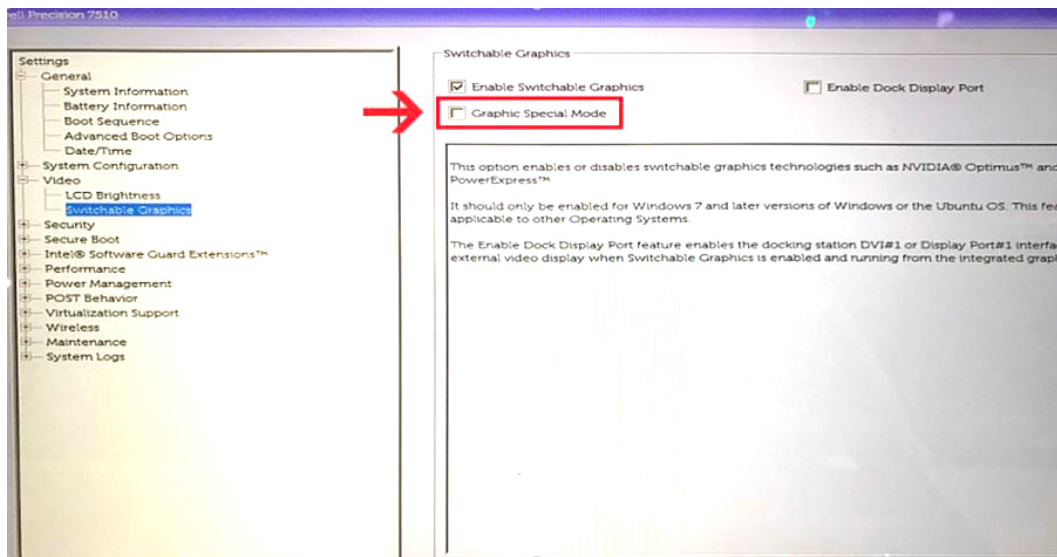 ell Precision 7510
Settings
General
System Information
Battery Information
Boot Sequence
Advanced Boot Options
Date/Time
System Configuration
Video
LCD Brightness
Switchable Graphics
Security
Secure Boot
Intel® Software Guard Extensions™
Performance
Power Management
POST Behavior
Virtualization Support
Wireless
Maintenance
System Logs
Switchable Graphics
Enable Switchable Graphics
Enable Dock Display Port
Graphic Special Mode
This option enables or disables switchable graphics technologies such as NVIDIA® Optimus™ and
PowerExpress™
It should only be enabled for Windows 7 and later versions of Windows or the Ubuntu OS. This fea
applicable to other Operating Systems.
The Enable Dock Display Port feature enables the docking station DVI#1 or Display Port#1 interfa
external video display when Switchable Graphics is enabled and running from the integrated grap